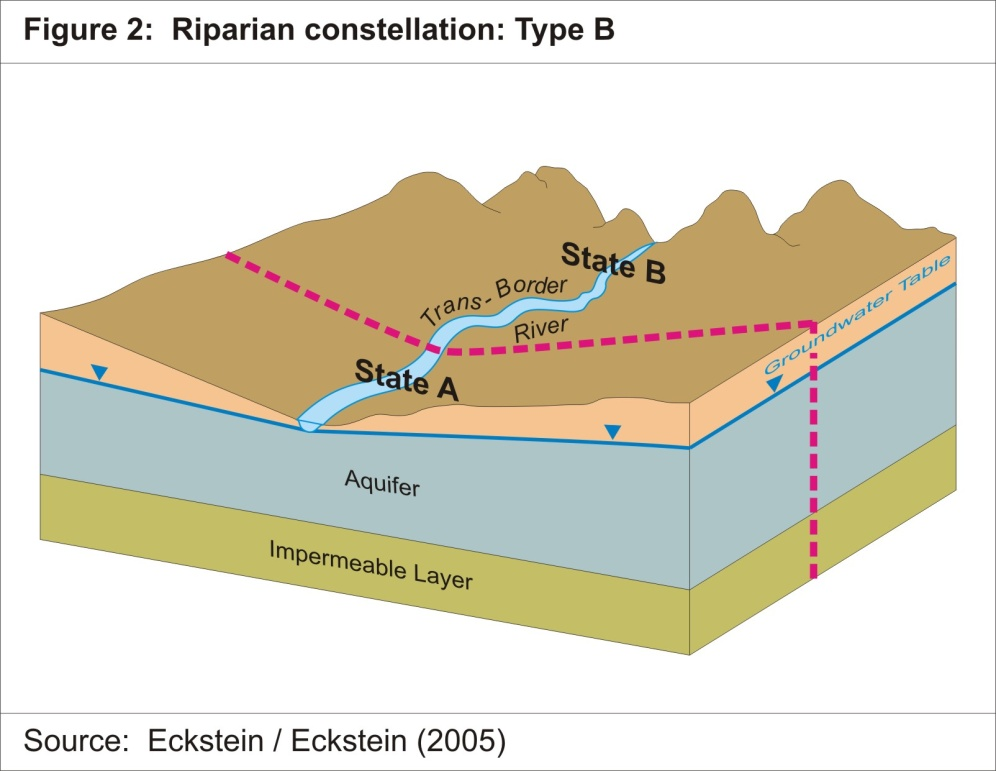 Figure 2:  Riparian constellation: Type B
State B
Trans-Border
River
Groundwater Table
State A
Aquifer
Impermeable Layer
Source:  Eckstein / Eckstein (2005)